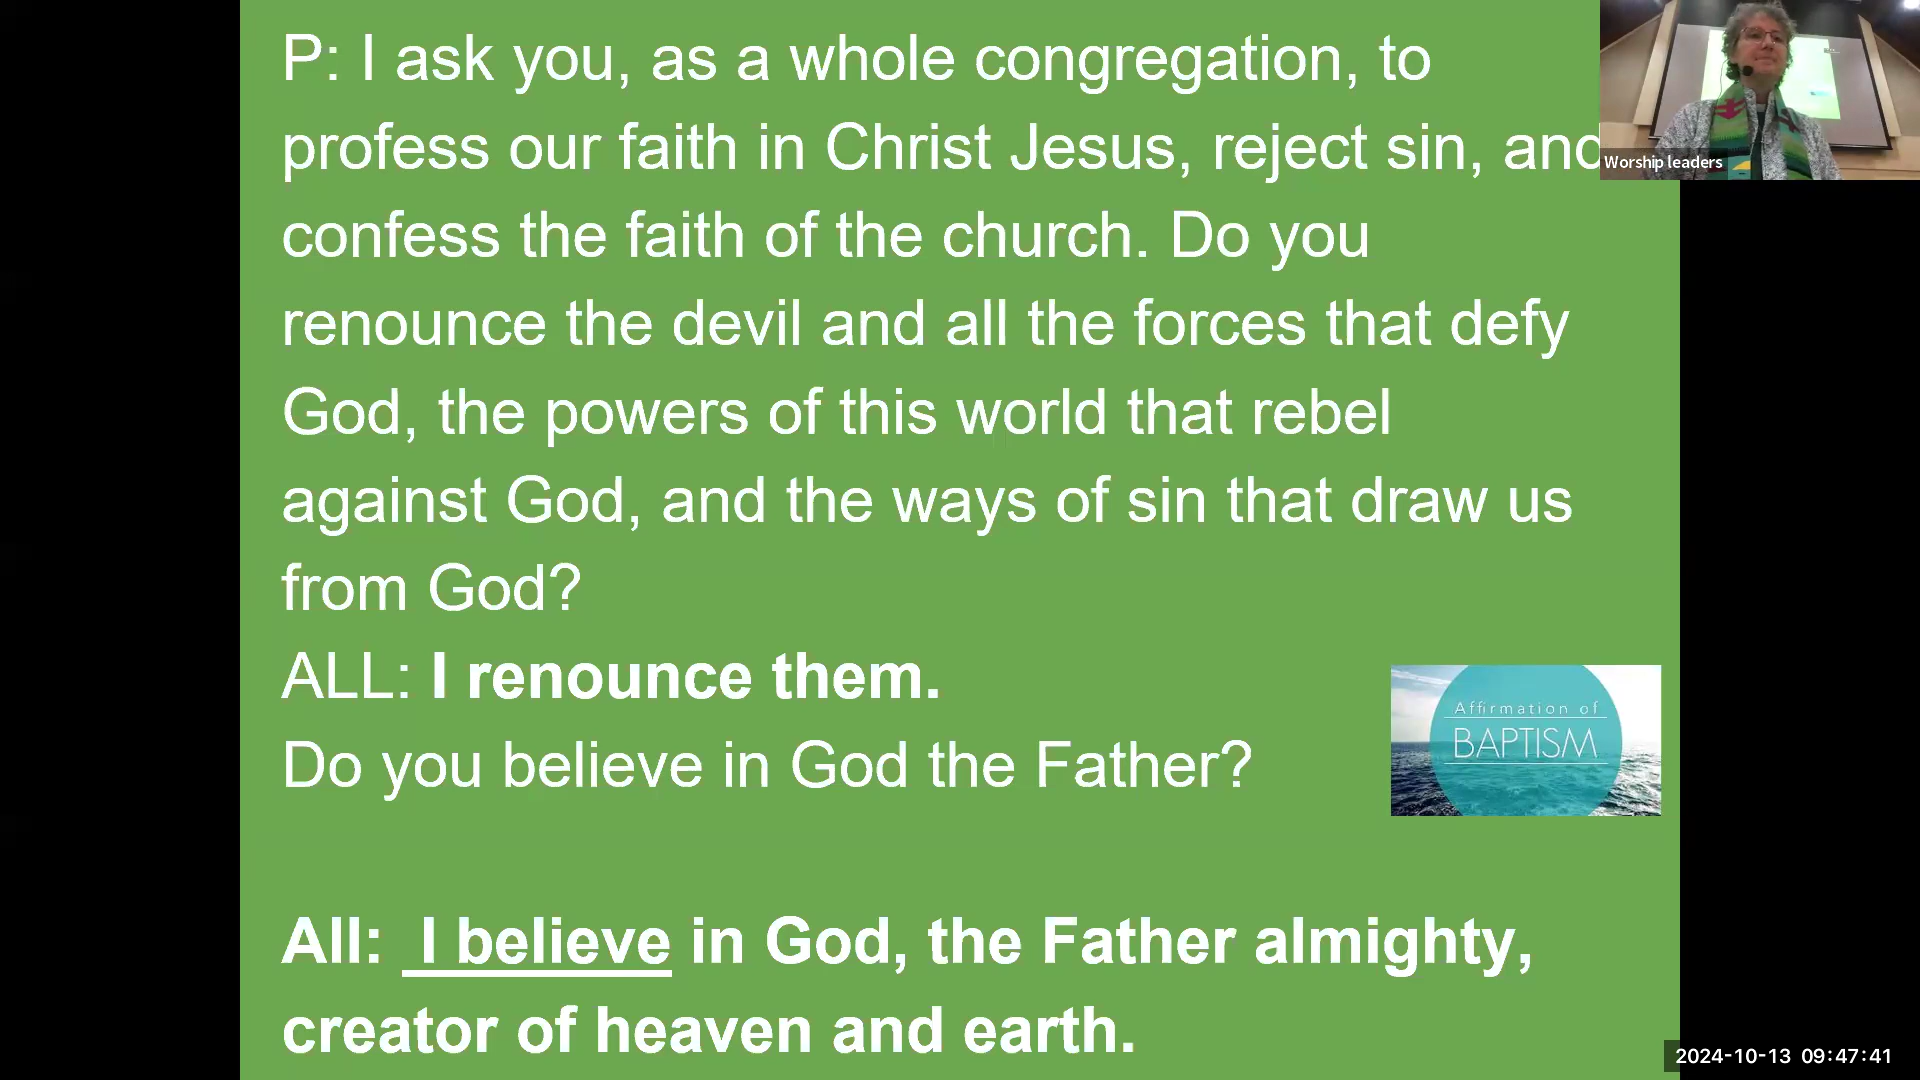 P: I ask you, as a whole congregation, to
profess our faith in Christ Jesus, reject sin, and
confess the faith of the church. Do you
renounce the devil and all the forces that defy
God, the powers of this world that rebel
against God, and the ways of sin that draw us
from God?
ALL: I renounce them.
Do you believe in God the Father?
All: I believe in God, the Father almighty,
creator of heaven and earth.
Affirmation of
BAPTISM
Worship leaders
2024-10-13 09:47:41